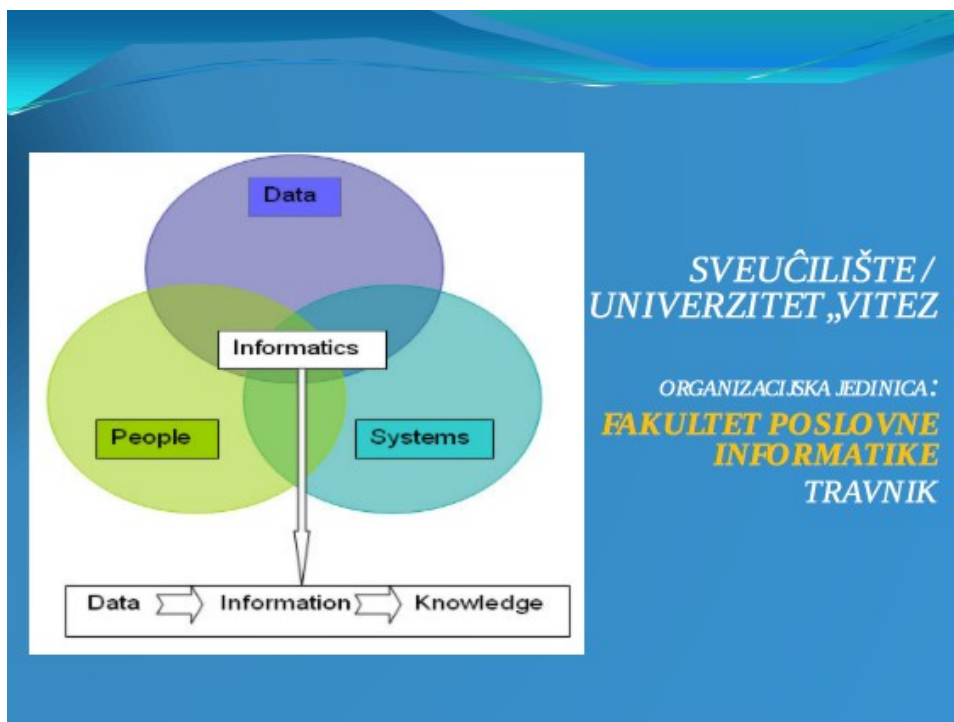 Data
Informatics
People
Systems
Data Information Knowledge
SVEUĈILIŠTE /
UNIVERZITET „VITEZ
ORGANIZACIJSKA JEDINICA:
FAKULTET POSLOVNE
INFORMATIKE
TRAVNIK